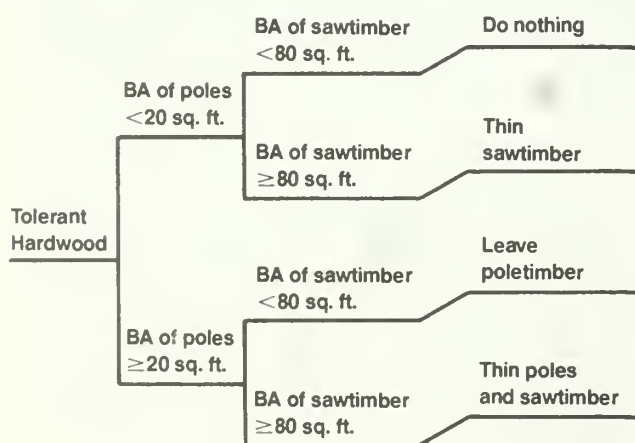 BA of sawtimber
<80 sq. ft.
Do nothing
BA of poles
<20 sq. ft.
BA of sawtimber
≥80 sq. ft.
Thin
sawtimber
Tolerant
Hardwood
BA of sawtimber
<80 sq. ft.
Leave
poletimber
BA of poles
≥20 sq. ft.
BA of sawtimber
≥80 sq. ft.
Thin poles
and sawtimber